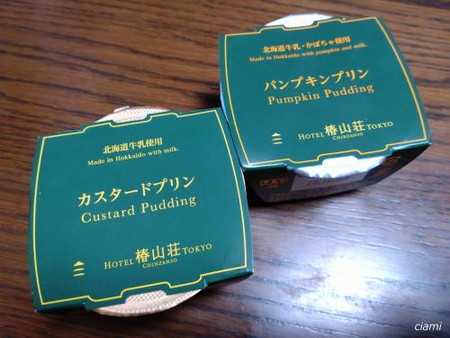 北海道牛乳・かぼちゃ使用
Made in Hokkaido with pumpkin and milk.
パンプキンプリン
Pumpkin Pudding
HOTEL 椿山荘 TOKYO
CHINZANSO
北海道牛乳使用
Made in Hokkaido with milk.
カスタードプリン
Custard Pudding
HOTEL 椿山荘 TOKYO
CHINZANSO
ciami